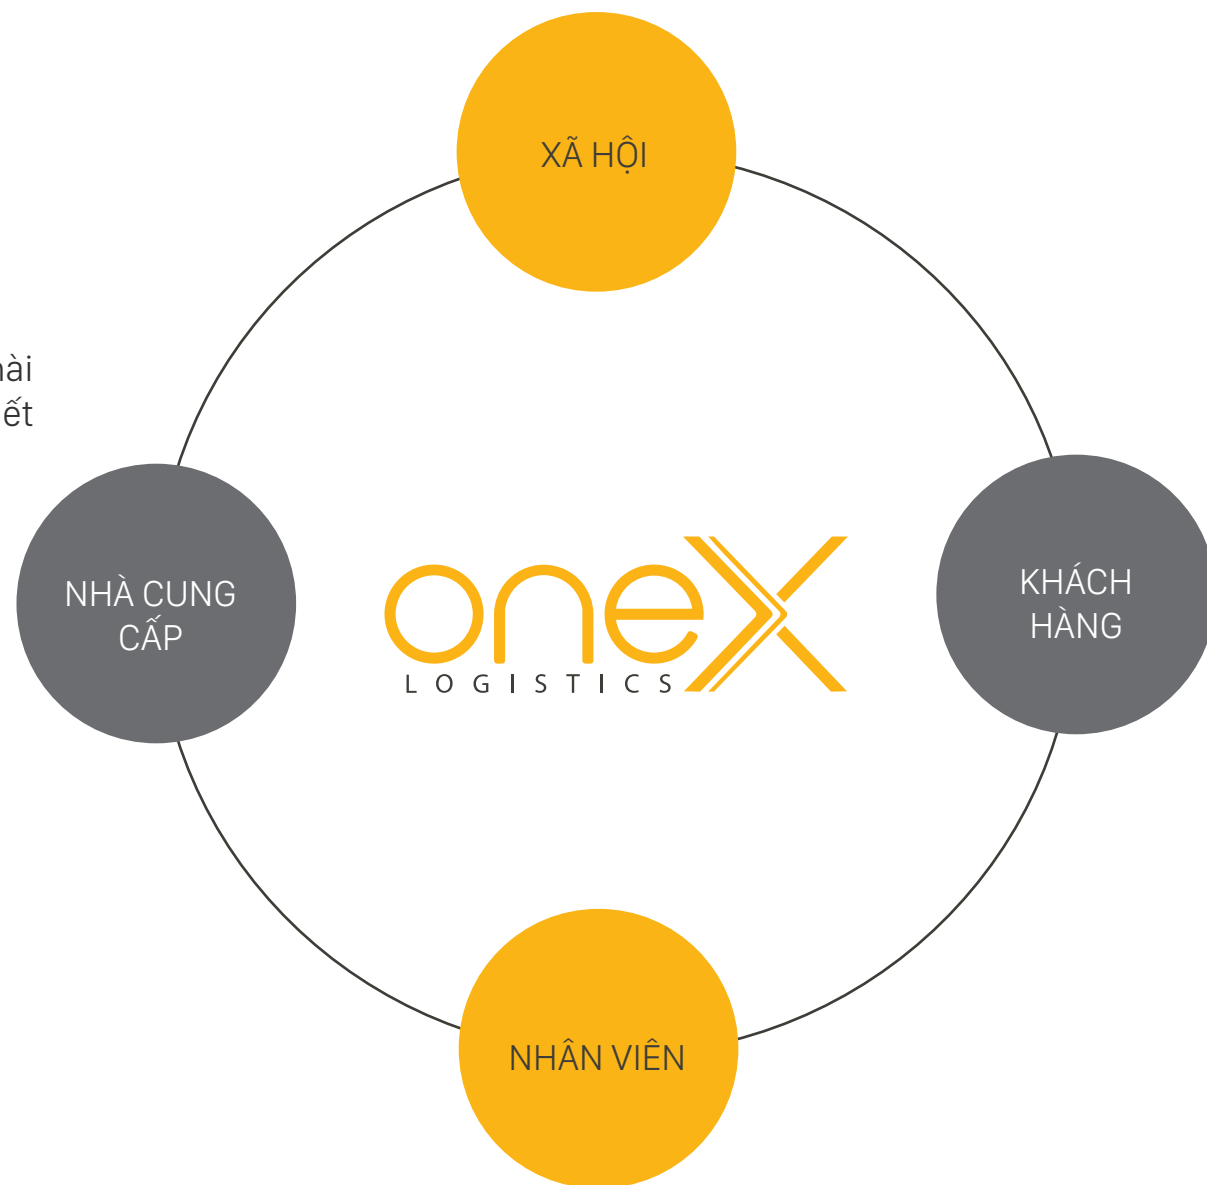 XÃ HỘI
NHÀ CUNG
CẤP
KHÁCH
HÀNG
onex
LOGISTICS
NHÂN VIÊN